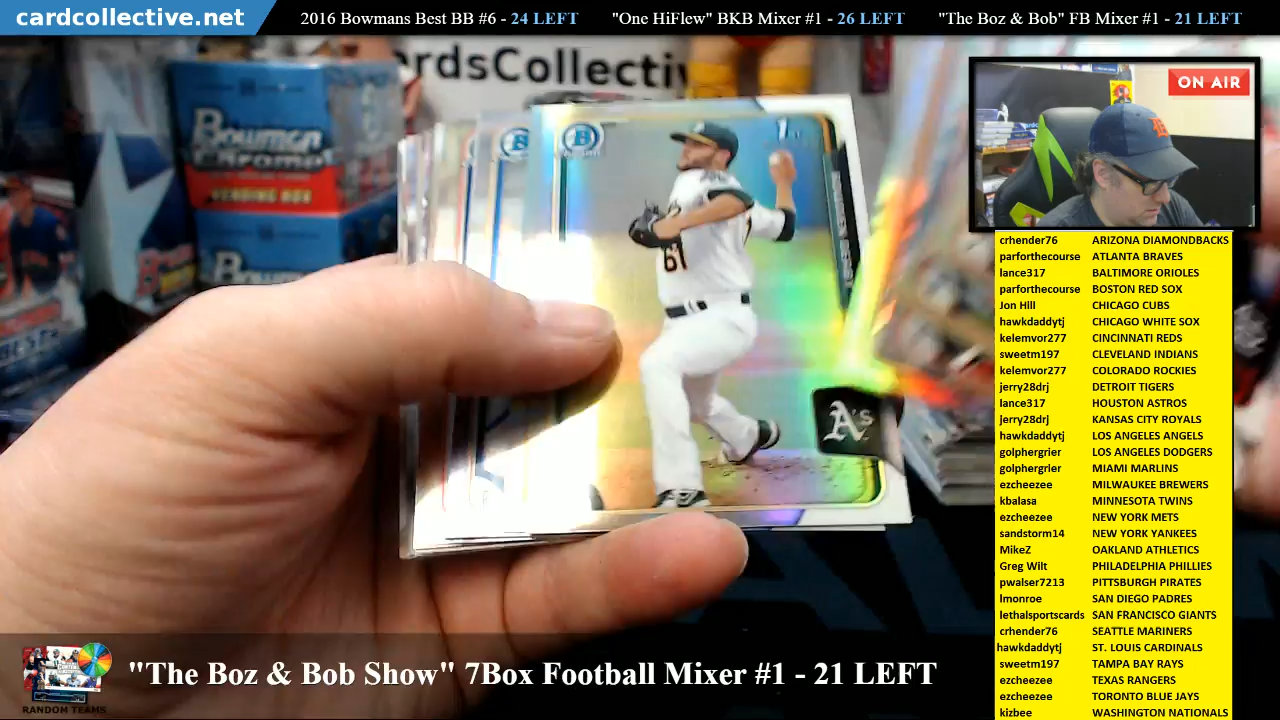 cardcollective.net
2016 Bowmans Best BB #6 - 24 LEFT "One HiFlew" BKB Mixer #1 - 26 LEFT "The Boz & Bob" FB Mixer #1 - 21 LEFT
ON AIR
Bowman
Chrome
VENDING BOX
1st
61
A's
crhender76 ARIZONA DIAMONDBACKS
parforthecourse ATLANTA BRAVES
lance317 BALTIMORE ORIOLES
parforthecourse BOSTON RED SOX
Jon Hill CHICAGO CUBS
hawkdaddytj CHICAGO WHITE SOX
kelemvor277 CINCINNATI REDS
sweetm197 CLEVELAND INDIANS
kelemvor277 COLORADO ROCKIES
jerry28drj DETROIT TIGERS
lance317 HOUSTON ASTROS
jerry28drj KANSAS CITY ROYALS
hawkdaddytj LOS ANGELES ANGELS
golphergrier LOS ANGELES DODGERS
golphergrier MIAMI MARLINS
ezcheezee MILWAUKEE BREWERS
kbalasa MINNESOTA TWINS
ezcheezee NEW YORK METS
sandstorm14 NEW YORK YANKEES
MikeZ OAKLAND ATHLETICS
Greg Wilt PHILADELPHIA PHILLIES
pwalser7213 PITTSBURGH PIRATES
lmonroe SAN DIEGO PADRES
lethalsportscards SAN FRANCISCO GIANTS
crhender76 SEATTLE MARINERS
hawkdaddytj ST. LOUIS CARDINALS
sweetm197 TAMPA BAY RAYS
ezcheezee TEXAS RANGERS
ezcheezee TORONTO BLUE JAYS
kizbee WASHINGTON NATIONALS
RANDOM TEAMS
"The Boz & Bob Show" 7Box Football Mixer #1 - 21 LEFT